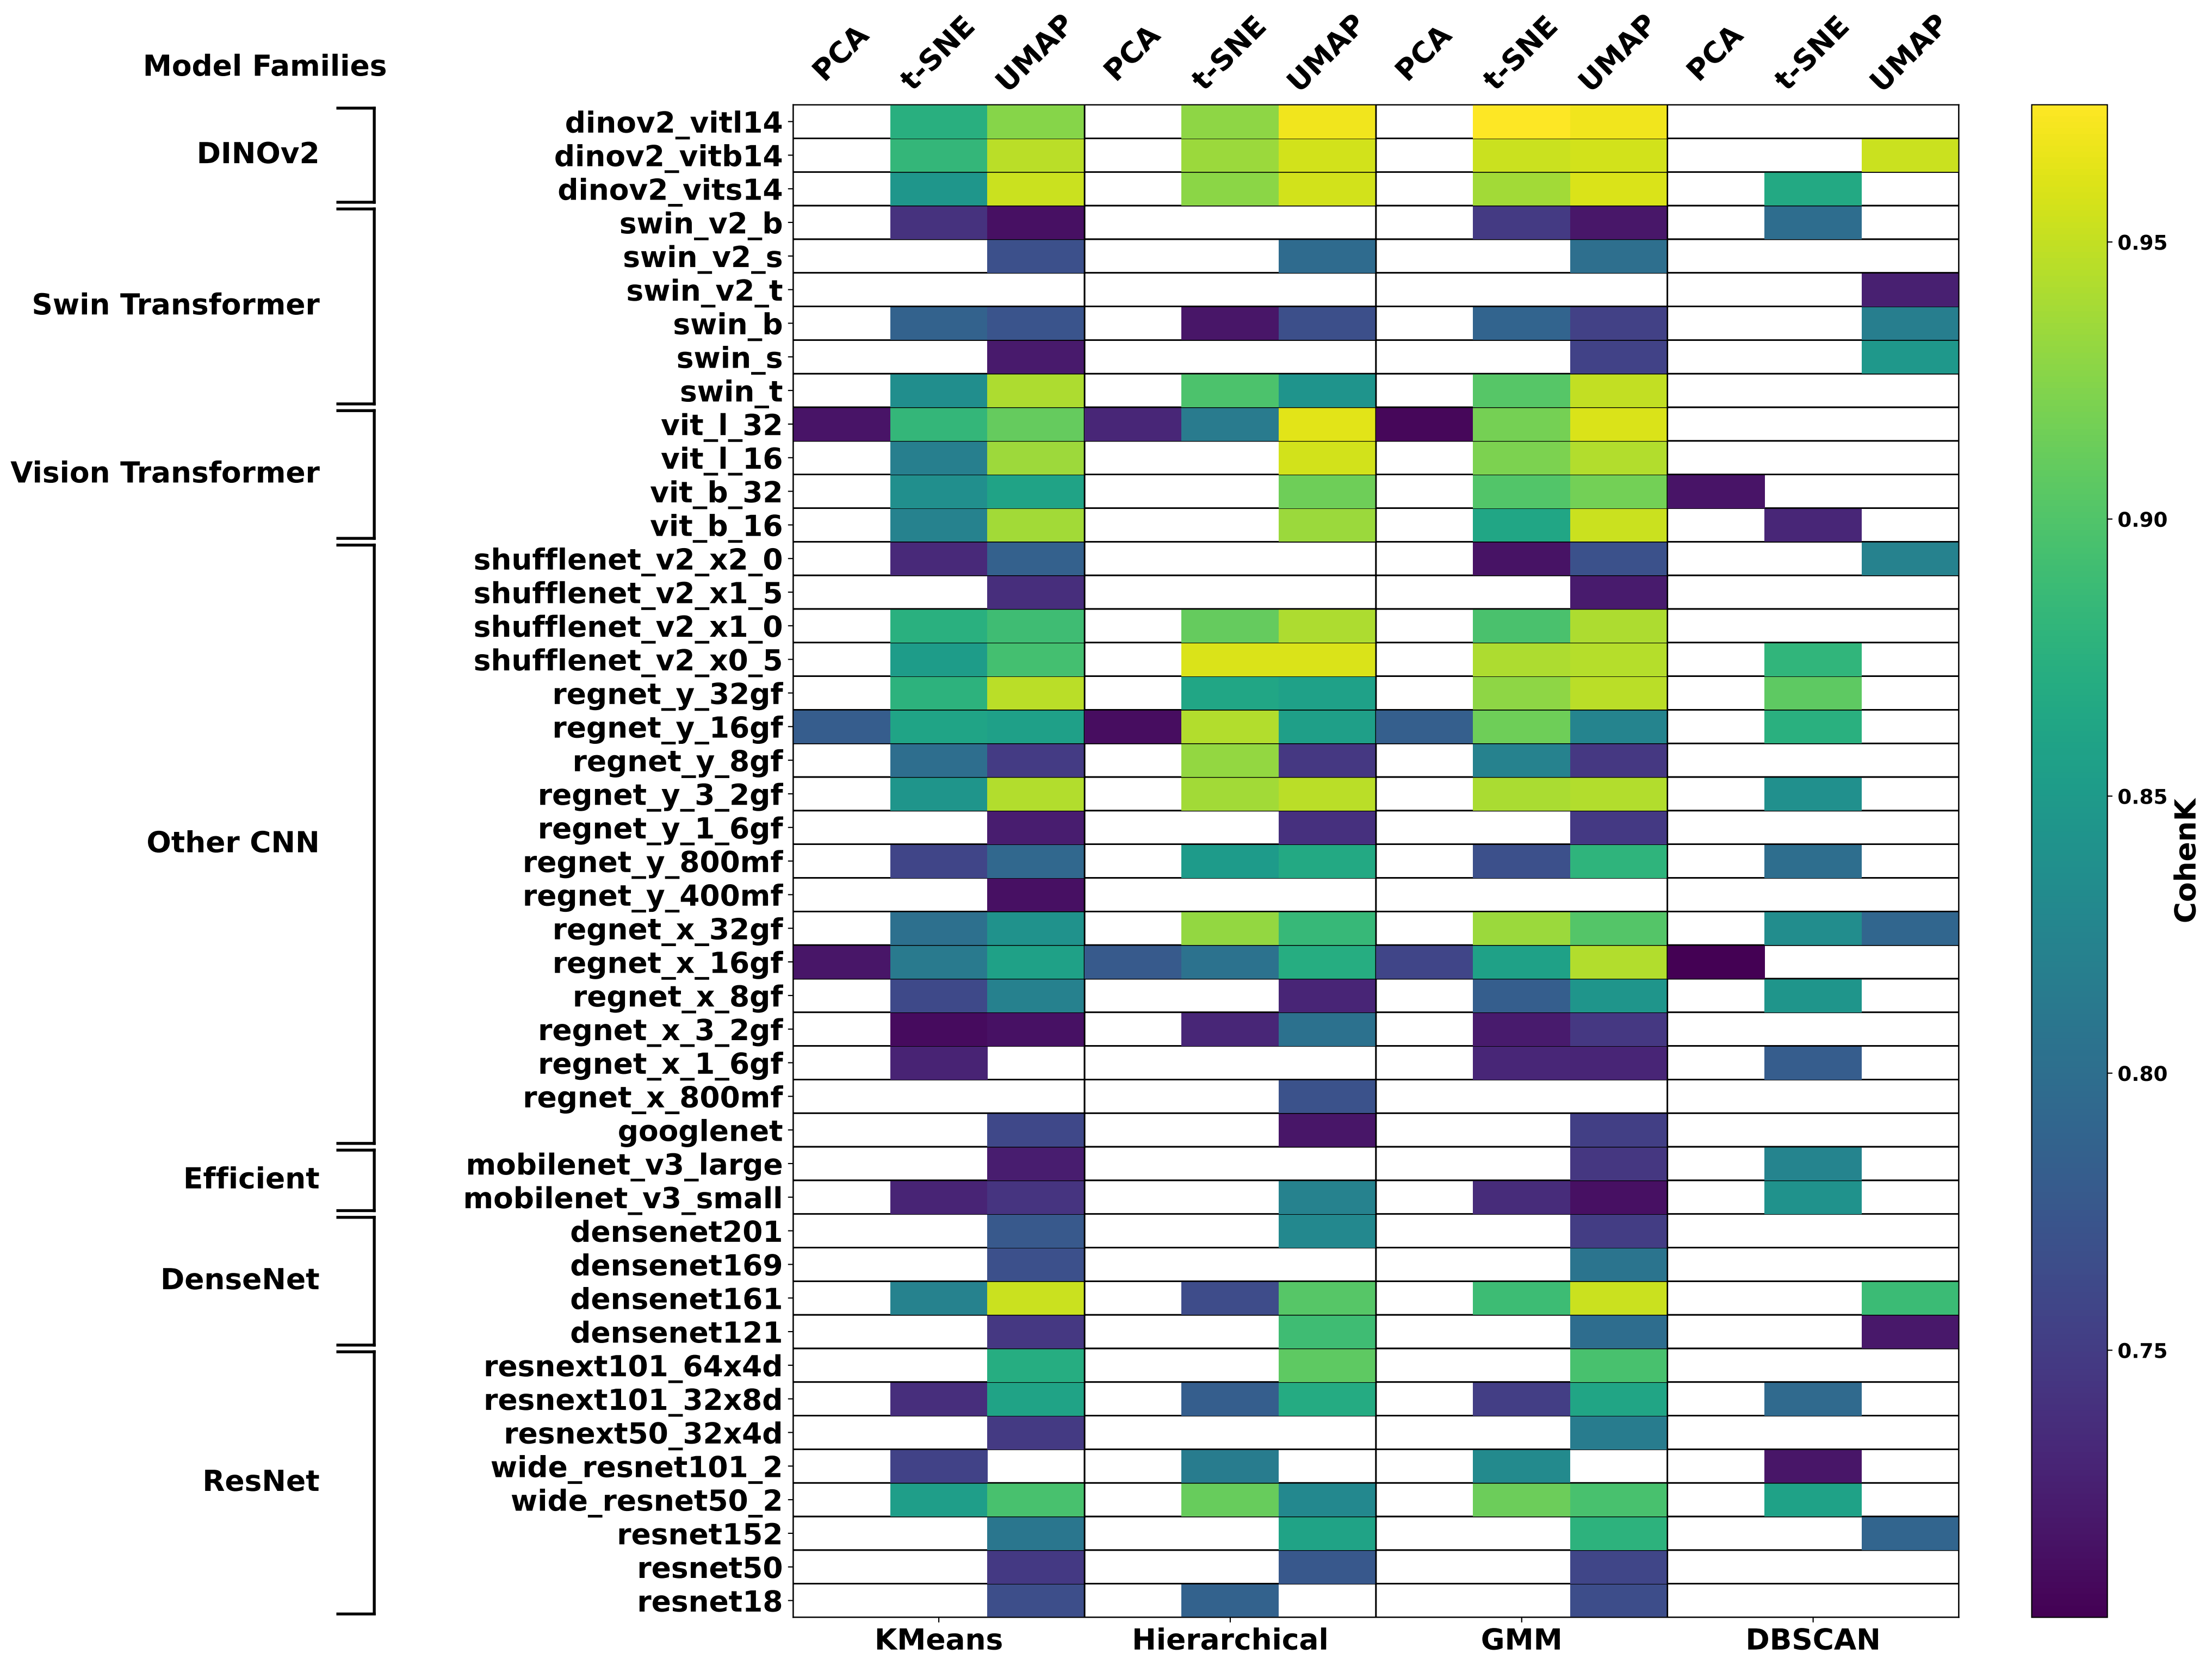 PCA t-SNE UMAP PCA t-SNE UMAP PCA t-SNE UMAP PCA t-SNE UMAP
Model Families
DINOv2
Swin Transformer
Vision Transformer
Other CNN
Efficient
DenseNet
ResNet
dinov2_vitl14
dinov2_vitb14
dinov2_vits14
swin_v2_b
swin_v2_s
swin_v2_t
swin_b
swin_s
swin_t
vit_l_32
vit_l_16
vit_b_32
vit_b_16
shufflenet_v2_x2_0
shufflenet_v2_x1_5
shufflenet_v2_x1_0
shufflenet_v2_x0_5
regnet_y_32gf
regnet_y_16gf
regnet_y_8gf
regnet_y_3_2gf
regnet_y_1_6gf
regnet_y_800mf
regnet_y_400mf
regnet_x_32gf
regnet_x_16gf
regnet_x_8gf
regnet_x_3_2gf
regnet_x_1_6gf
regnet_x_800mf
googlenet
mobilenet_v3_large
mobilenet_v3_small
densenet201
densenet169
densenet161
densenet121
resnext101_64x4d
resnext101_32x8d
resnext50_32x4d
wide_resnet101_2
wide_resnet50_2
resnet152
resnet50
resnet18
KMeans Hierarchical GMM DBSCAN
0.95
0.90
0.85
0.80
0.75
CohenK